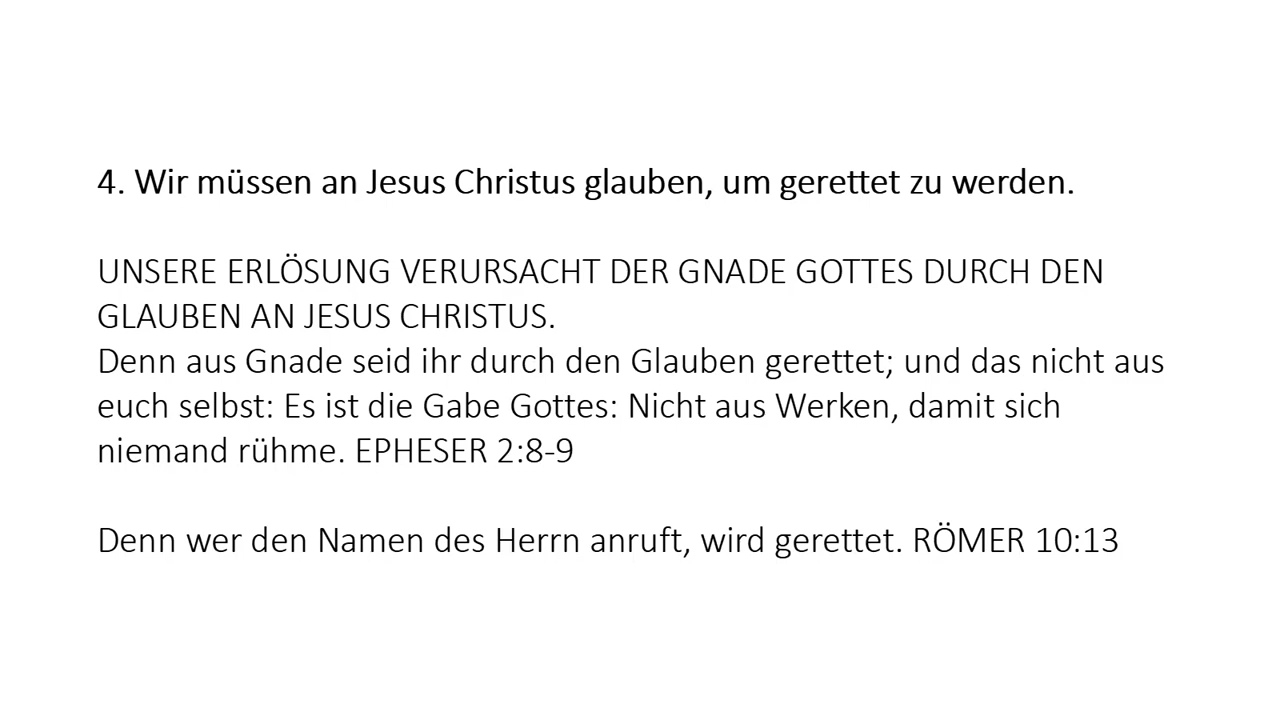 4. Wir müssen an Jesus Christus glauben, um gerettet zu werden.
UNSERE ERLÖSUNG VERURSACHT DER GNADE GOTTES DURCH DEN
GLAUBEN AN JESUS CHRISTUS.
Denn aus Gnade seid ihr durch den Glauben gerettet; und das nicht aus
euch selbst: Es ist die Gabe Gottes: Nicht aus Werken, damit sich
niemand rühme. EPHESER 2:8-9
Denn wer den Namen des Herrn anruft, wird gerettet. RÖMER 10:13